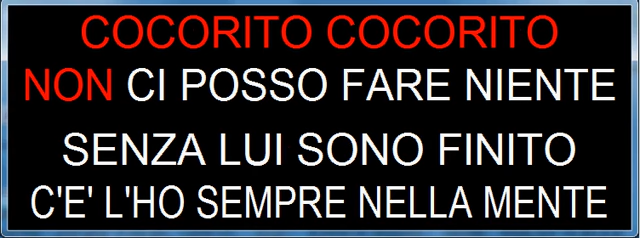 COCORITO COCORITO
NON CI POSSO FARE NIENTE
SENZA LUI SONO FINITO
C'E' L'HO SEMPRE NELLA MENTE